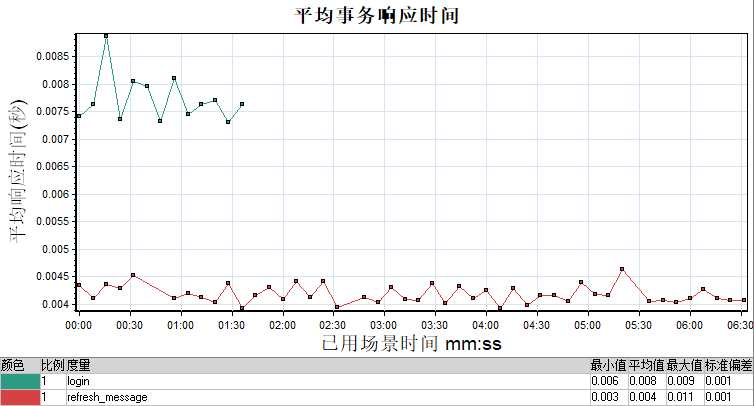 平均事务响应时间
平均响应时间(秒)
0.0085
0.008
0.0075
0.007
0.0065
0.006
0.0055
0.005
0.0045
0.004
00:00 00:30 01:00 01:30 02:00 02:30 03:00 03:30 04:00 04:30 05:00 05:30 06:00 06:30
已用场景时间 mm:ss
颜色 比例 度量 最小值 平均值 最大值 标准偏差
1 login 0.006 0.008 0.009 0.001
1 refresh_message 0.003 0.004 0.011 0.001